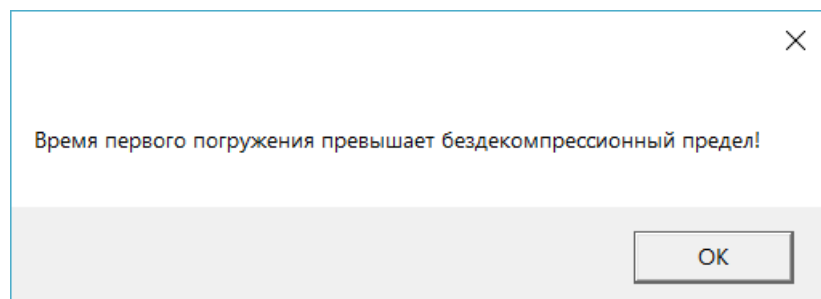 Время первого погружения превышает бездекомпрессионный предел!
OK